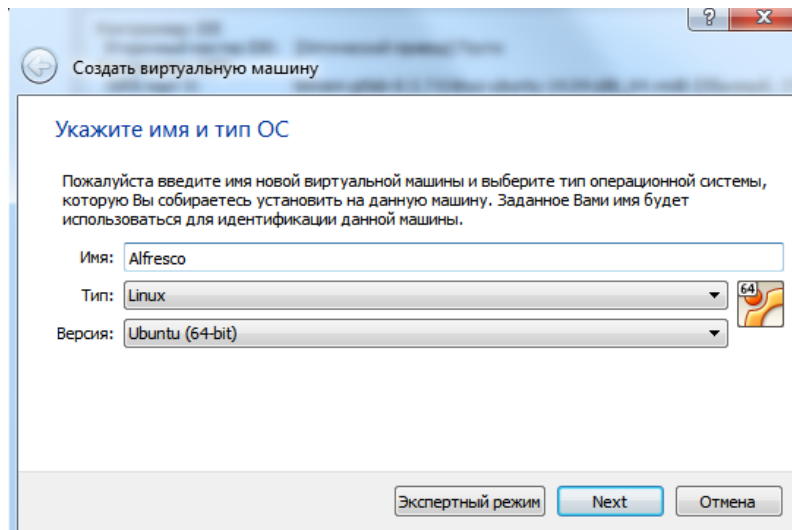 ?
x
Создать виртуальную машину
Укажите имя и тип ОС
Пожалуйста введите имя новой виртуальной машины и выберите тип операционной системы,
которую Вы собираетесь установить на данную машину. Заданное Вами имя будет
использоваться для идентификации данной машины.
Имя: Alfresco
Тип: Linux
64
Версия: Ubuntu (64-bit)
Экспертный режим Next Отмена